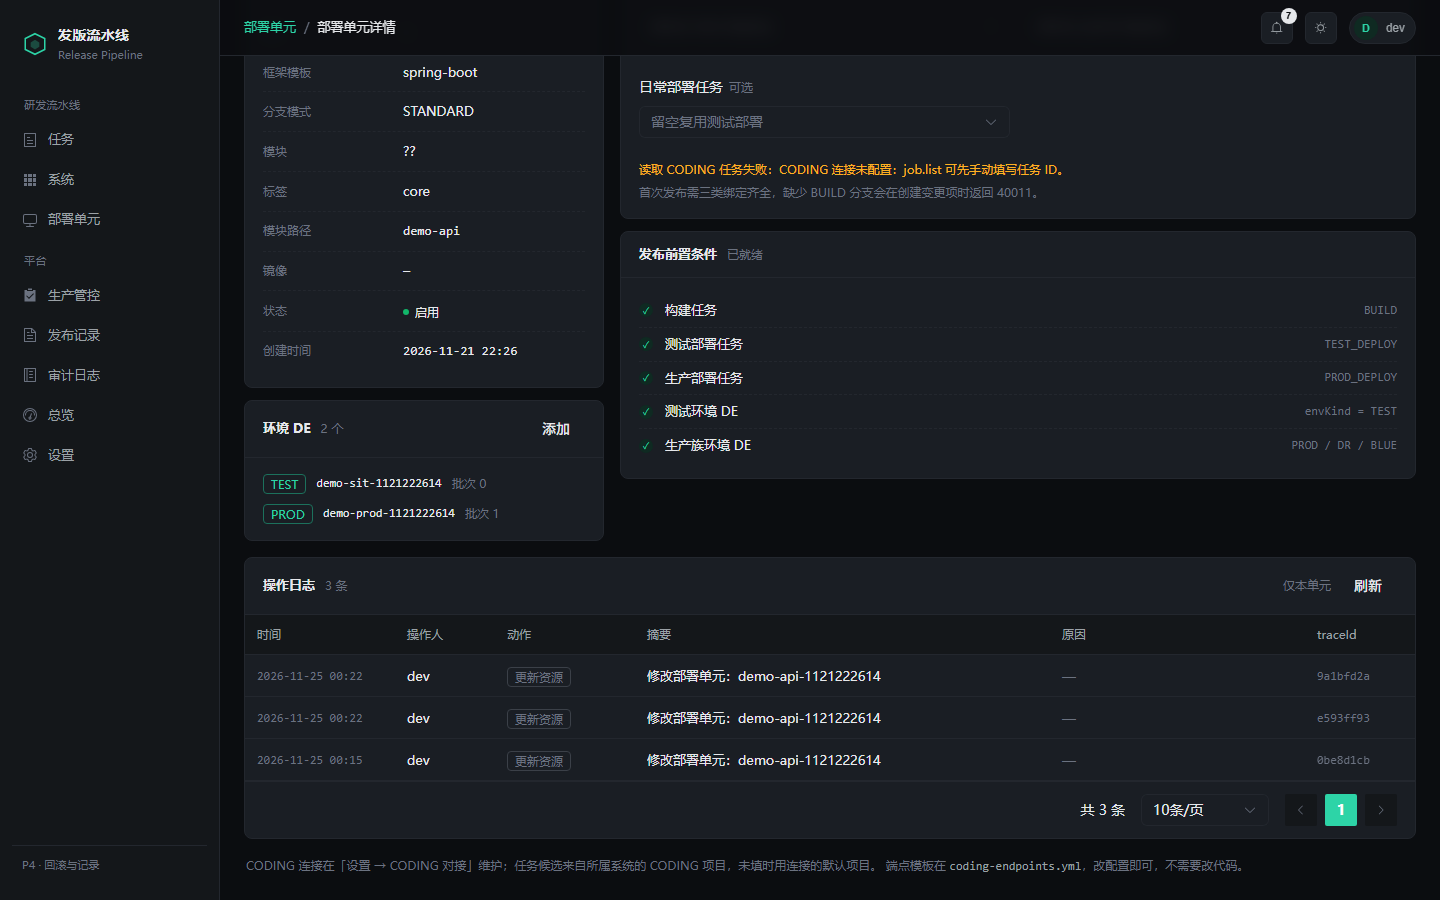 发版流水线
Release Pipeline
研发流水线
任务
系统
部署单元
平台
生产管控
发布记录
审计日志
总览
设置
P4 · 回滚与记录
部署单元 / 部署单元详情
7
D dev
框架模板 spring-boot
分支模式 STANDARD
模块 ??
标签 core
模块路径 demo-api
镜像 —
状态 启用
创建时间 2026-11-21 22:26
环境 DE 2 个 添加
TEST demo-sit-1121222614 批次 0
PROD demo-prod-1121222614 批次 1
日常部署任务 可选
留空复用测试部署
读取 CODING 任务失败：CODING 连接未配置：job.list 可先手动填写任务 ID。
首次发布需三类绑定齐全，缺少 BUILD 分支会在创建变更项时返回 40011。
发布前置条件 已就绪
构建任务 BUILD
测试部署任务 TEST_DEPLOY
生产部署任务 PROD_DEPLOY
测试环境 DE envKind = TEST
生产族环境 DE PROD / DR / BLUE
操作日志 3 条 仅本单元 刷新
时间 操作人 动作 摘要 原因 traceId
2026-11-25 00:22 dev 更新资源 修改部署单元：demo-api-1121222614 — 9a1bfd2a
2026-11-25 00:22 dev 更新资源 修改部署单元：demo-api-1121222614 — e593ff93
2026-11-25 00:15 dev 更新资源 修改部署单元：demo-api-1121222614 — 0be8d1cb
共 3 条 10条/页 1
CODING 连接在「设置 → CODING 对接」维护；任务候选来自所属系统的 CODING 项目，未填时用连接的默认项目。 端点模板在 coding-endpoints.yml，改配置即可，不需要改代码。